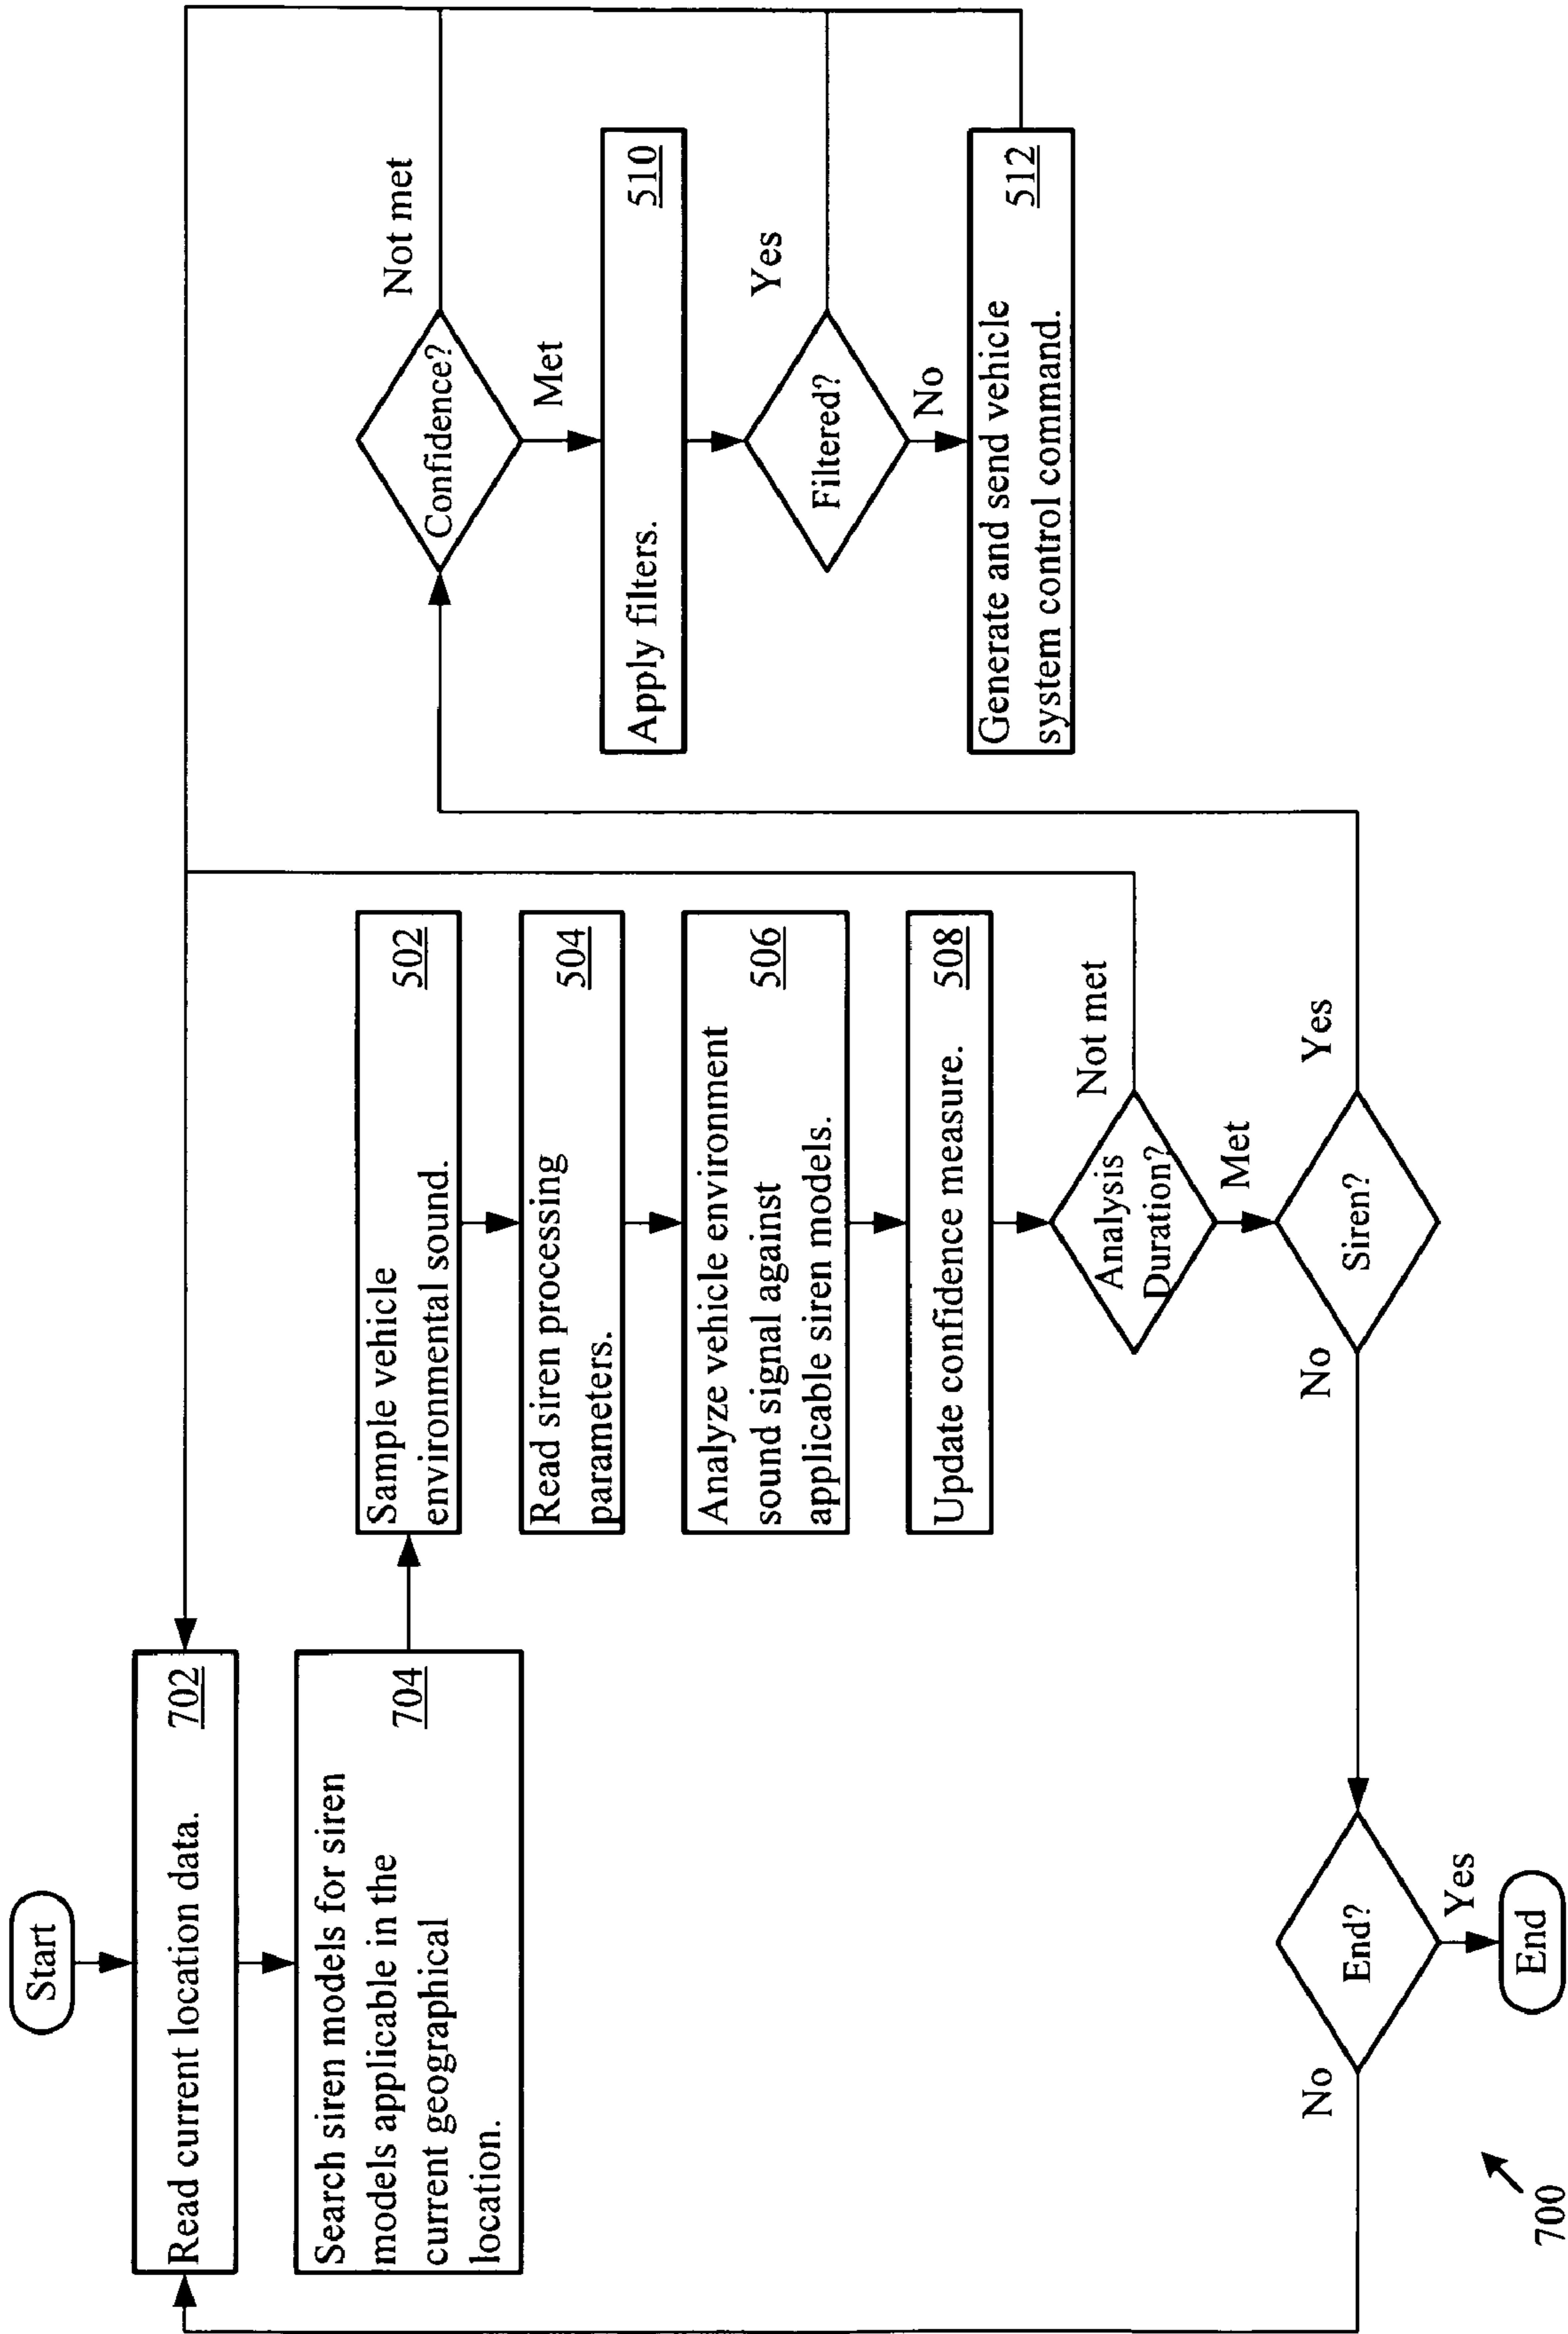 Start
Read current location data.
702
Search siren models for siren
models applicable in the
current geographical
location.
704
Sample vehicle
environmental sound.
502
Read siren processing
parameters.
504
Analyze vehicle environment
sound signal against
applicable siren models.
506
Update confidence measure.
508
Analysis
Duration?
Not met
Met
Siren?
No
Yes
End?
No
Yes
End
Confidence?
Not met
Met
Apply filters.
510
Filtered?
Yes
No
Generate and send vehicle
system control command.
512
700